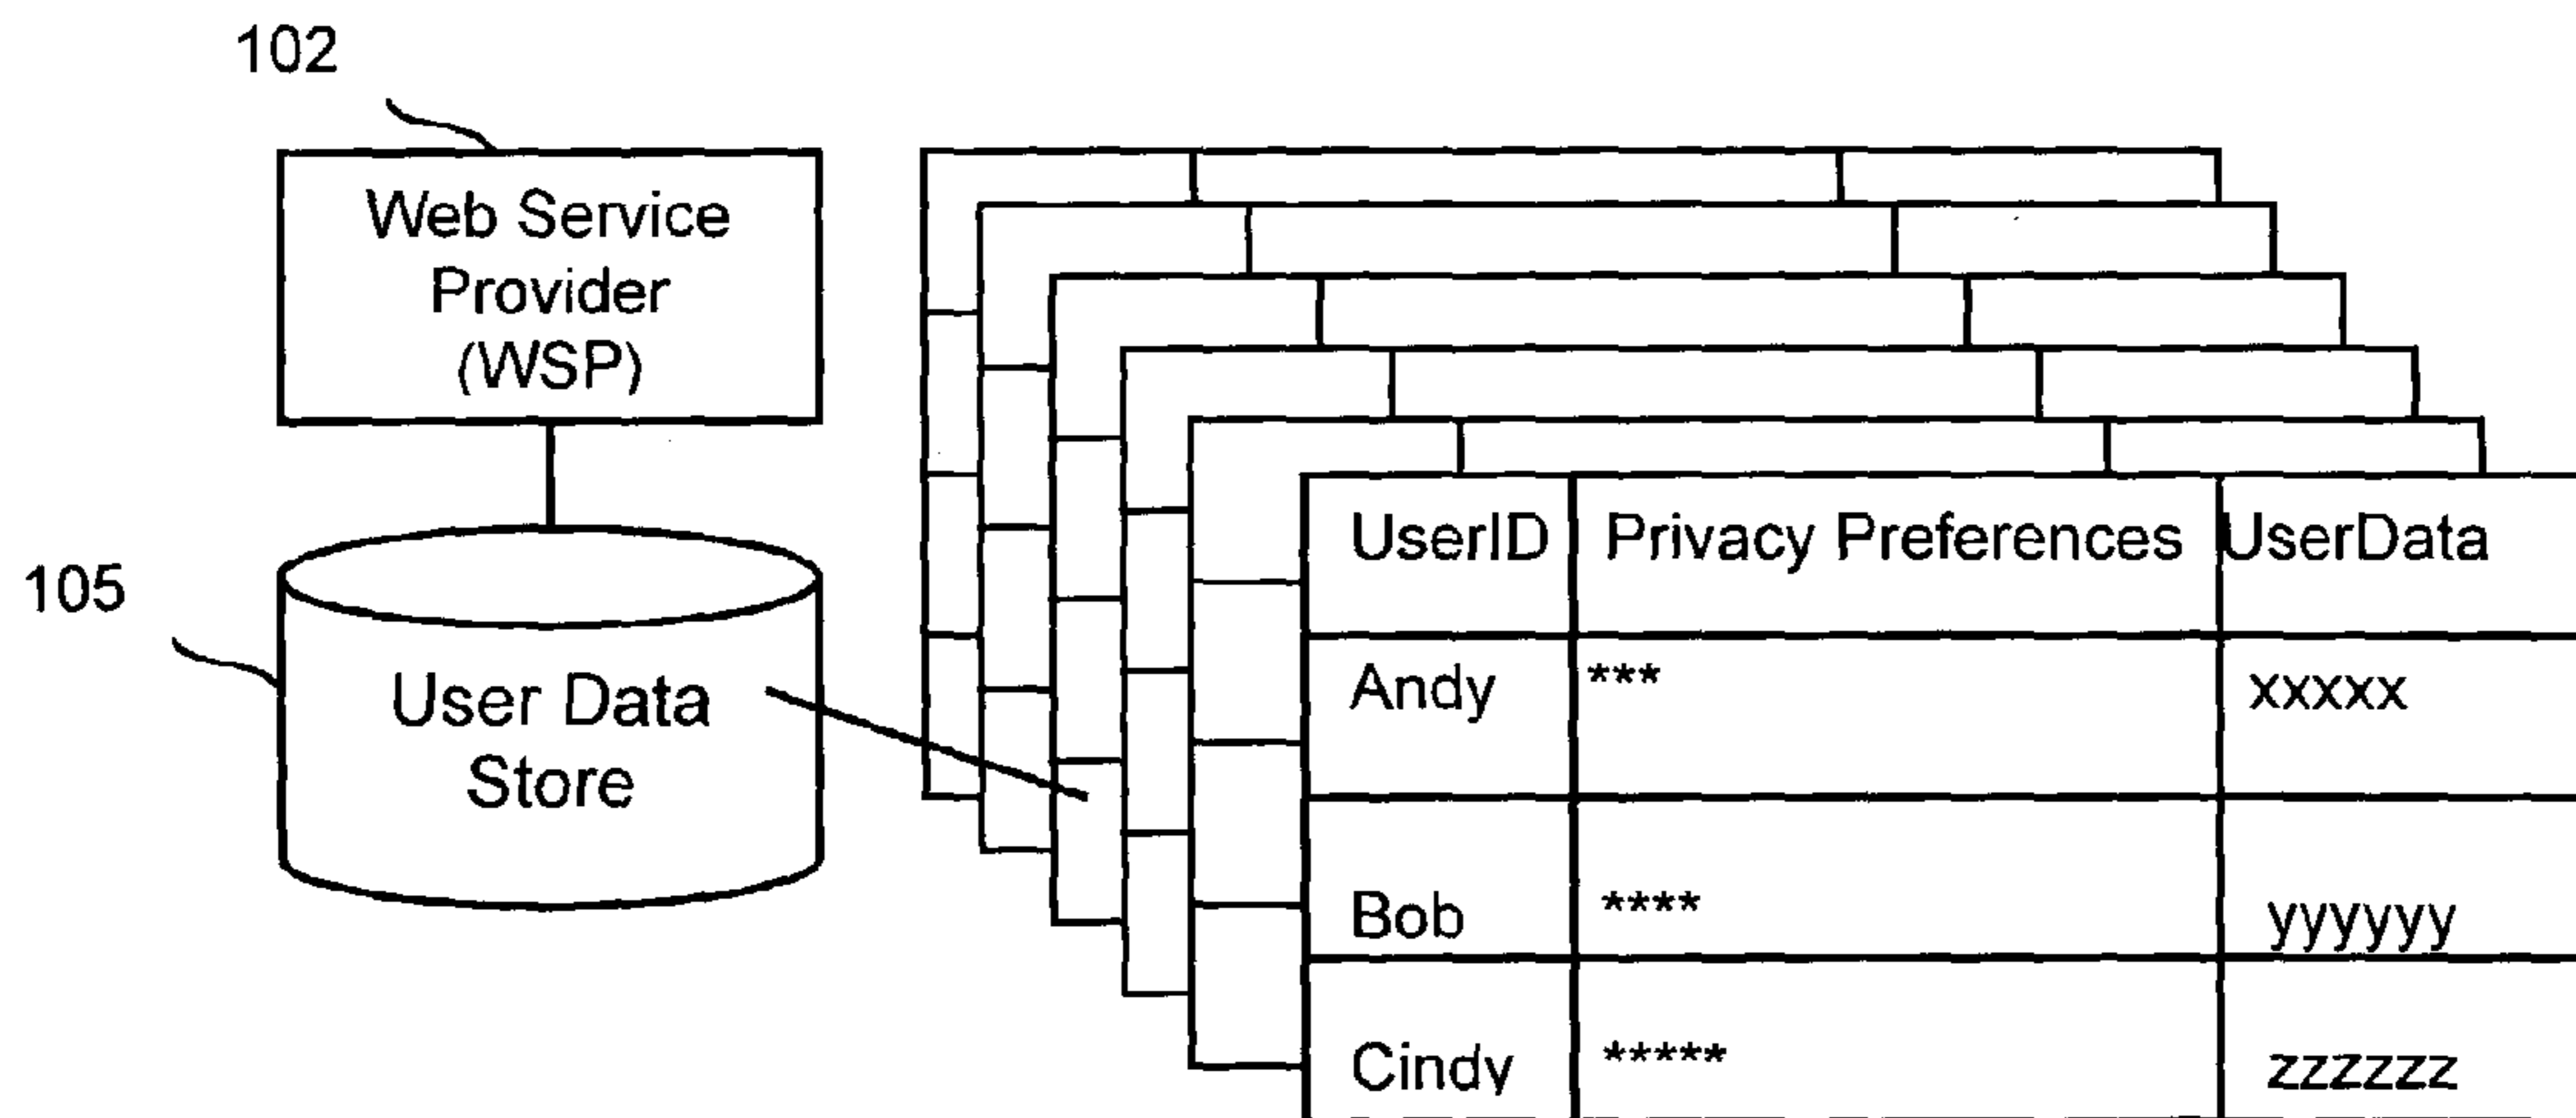 102
Web Service
Provider
(WSP)
105
User Data
Store
UserID Privacy Preferences UserData
Andy *** xxxxx
Bob **** yyyyyy
Cindy ***** zzzzzz